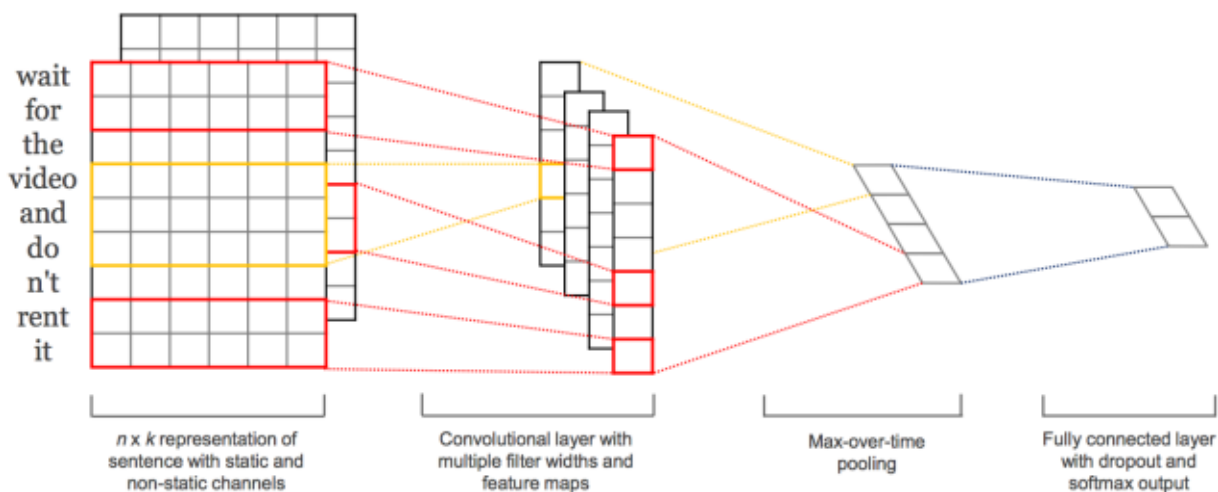 wait
for
the
video
and
do
n't
rent
it
n x k representation of
sentence with static and
non-static channels
Convolutional layer with
multiple filter widths and
feature maps
Max-over-time
pooling
Fully connected layer
with dropout and
softmax output